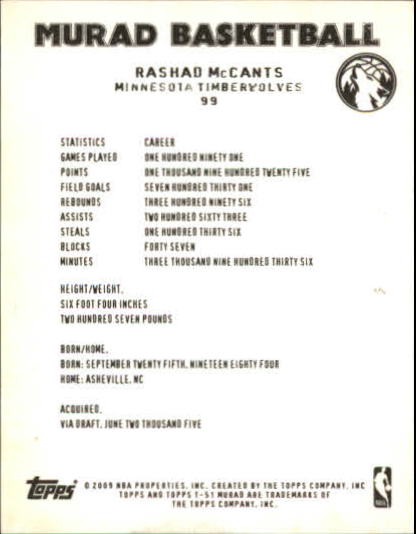 MURAD BASKETBALL
RASHAD McCANTS
MINNESOTA TIMBERWOLVES
99
STATISTICS CAREER
GAMES PLAYED ONE HUNDRED NINETY ONE
POINTS ONE THOUSAND NINE HUNDRED TWENTY FIVE
FIELD GOALS SEVEN HUNDRED THIRTY ONE
REBOUNDS THREE HUNDRED NINETY SIX
ASSISTS TWO HUNDRED SIXTY THREE
STEALS ONE HUNDRED THIRTY SIX
BLOCKS FORTY SEVEN
MINUTES THREE THOUSAND NINE HUNDRED THIRTY SIX
HEIGHT/WEIGHT.
SIX FOOT FOUR INCHES
TWO HUNDRED SEVEN POUNDS
BORN/HOME.
BORN: SEPTEMBER TWENTY FIFTH, NINETEEN EIGHTY FOUR
HOME: ASHEVILLE, NC
ACQUIRED.
VIA DRAFT, JUNE TWO THOUSAND FIVE
Topps
© 2009 NBA PROPERTIES, INC. CREATED BY THE TOPPS COMPANY, INC
TOPPS AND TOPPS T-51 MURAD ARE TRADEMARKS OF
THE TOPPS COMPANY, INC.